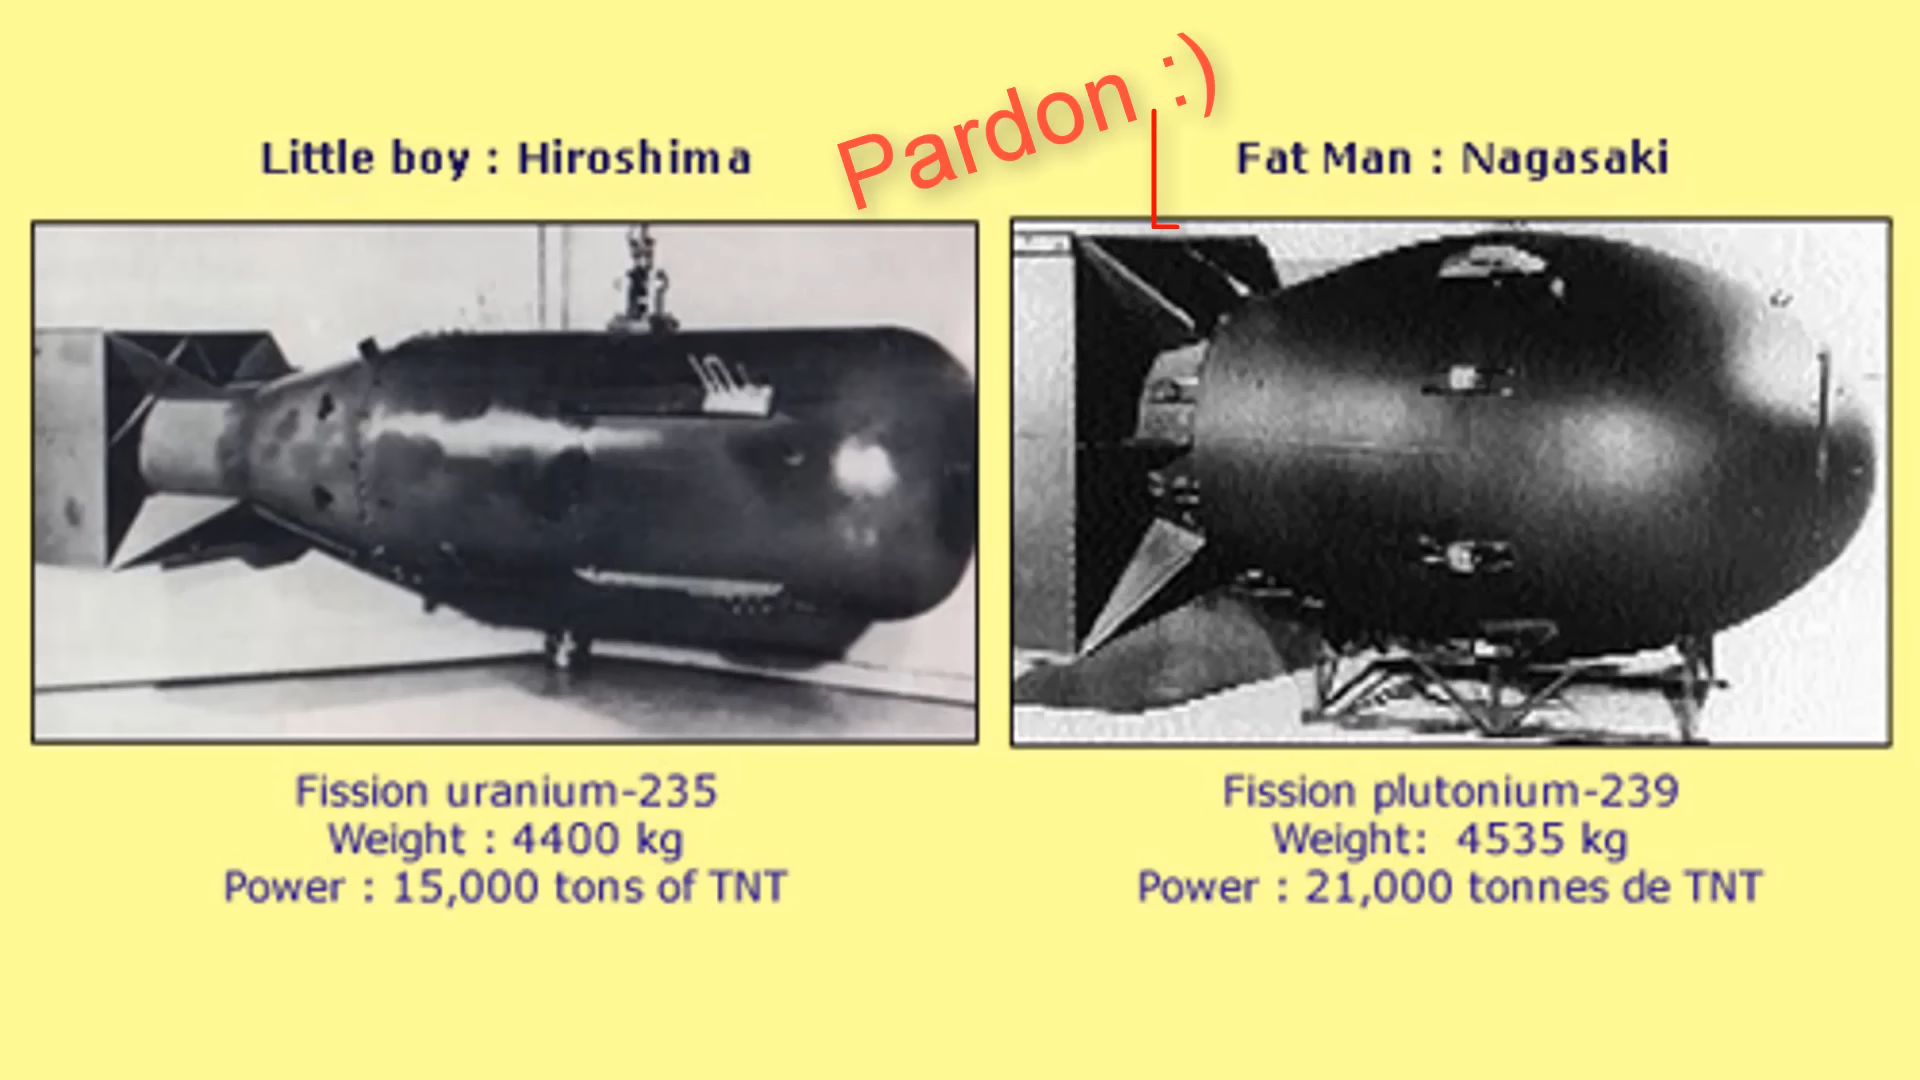 Pardon :)
Little boy : Hiroshima
Fat Man : Nagasaki
Fission uranium-235
Weight : 4400 kg
Power : 15,000 tons of TNT
Fission plutonium-239
Weight: 4535 kg
Power : 21,000 tonnes de TNT